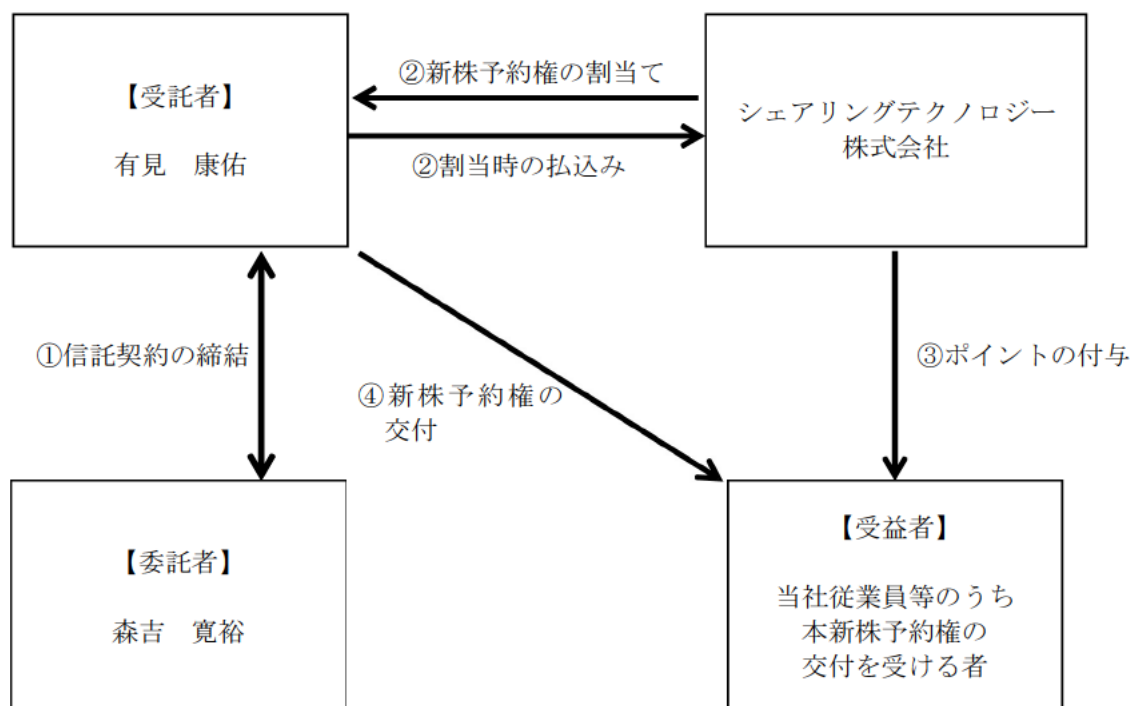 【受託者】
有見　康佑
②新株予約権の割当て
②割当時の払込み
シェアリングテクノロジー
株式会社
①信託契約の締結
④新株予約権の
交付
③ポイントの付与
【委託者】
森吉　寛裕
【受益者】
当社従業員等のうち
本新株予約権の
交付を受ける者